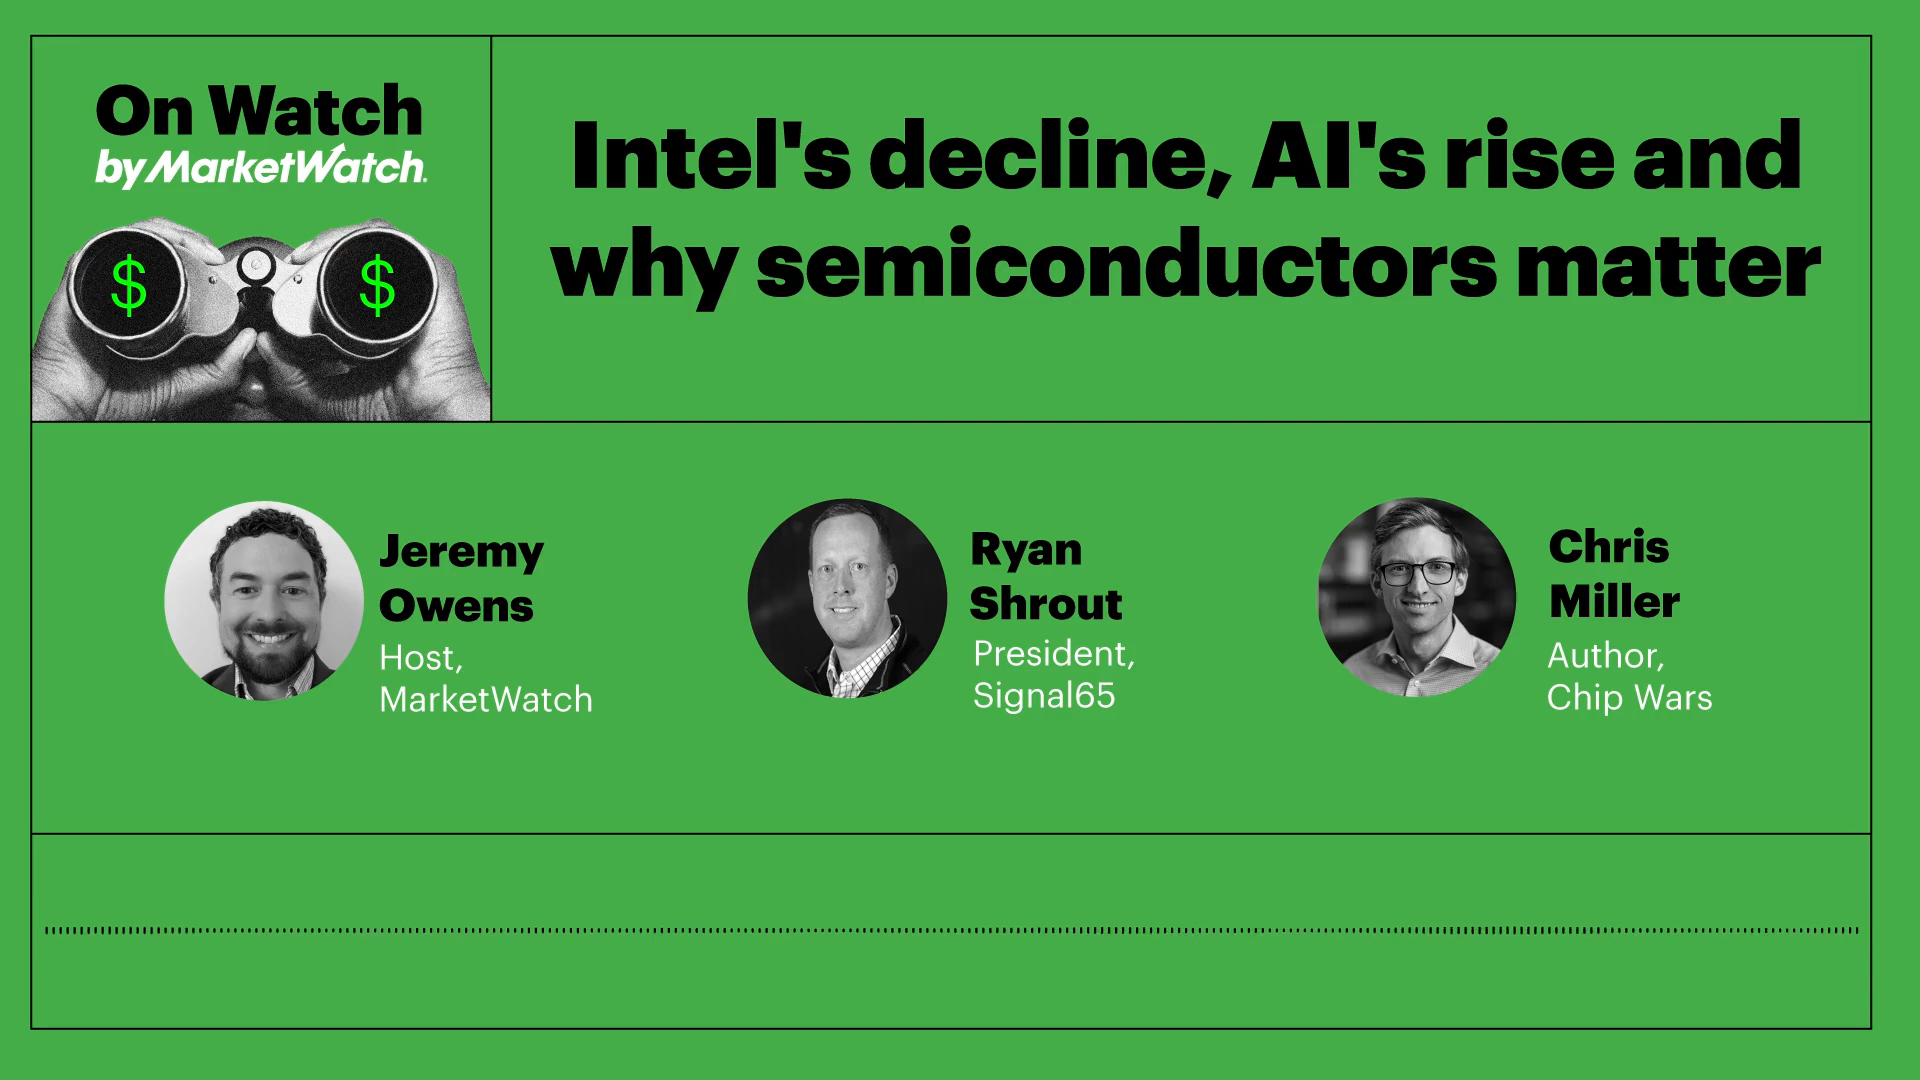 On Watch
by MarketWatch.
$ $
Intel's decline, AI's rise and
why semiconductors matter
Jeremy
Owens
Host,
MarketWatch
Ryan
Shrout
President,
Signal65
Chris
Miller
Author,
Chip Wars